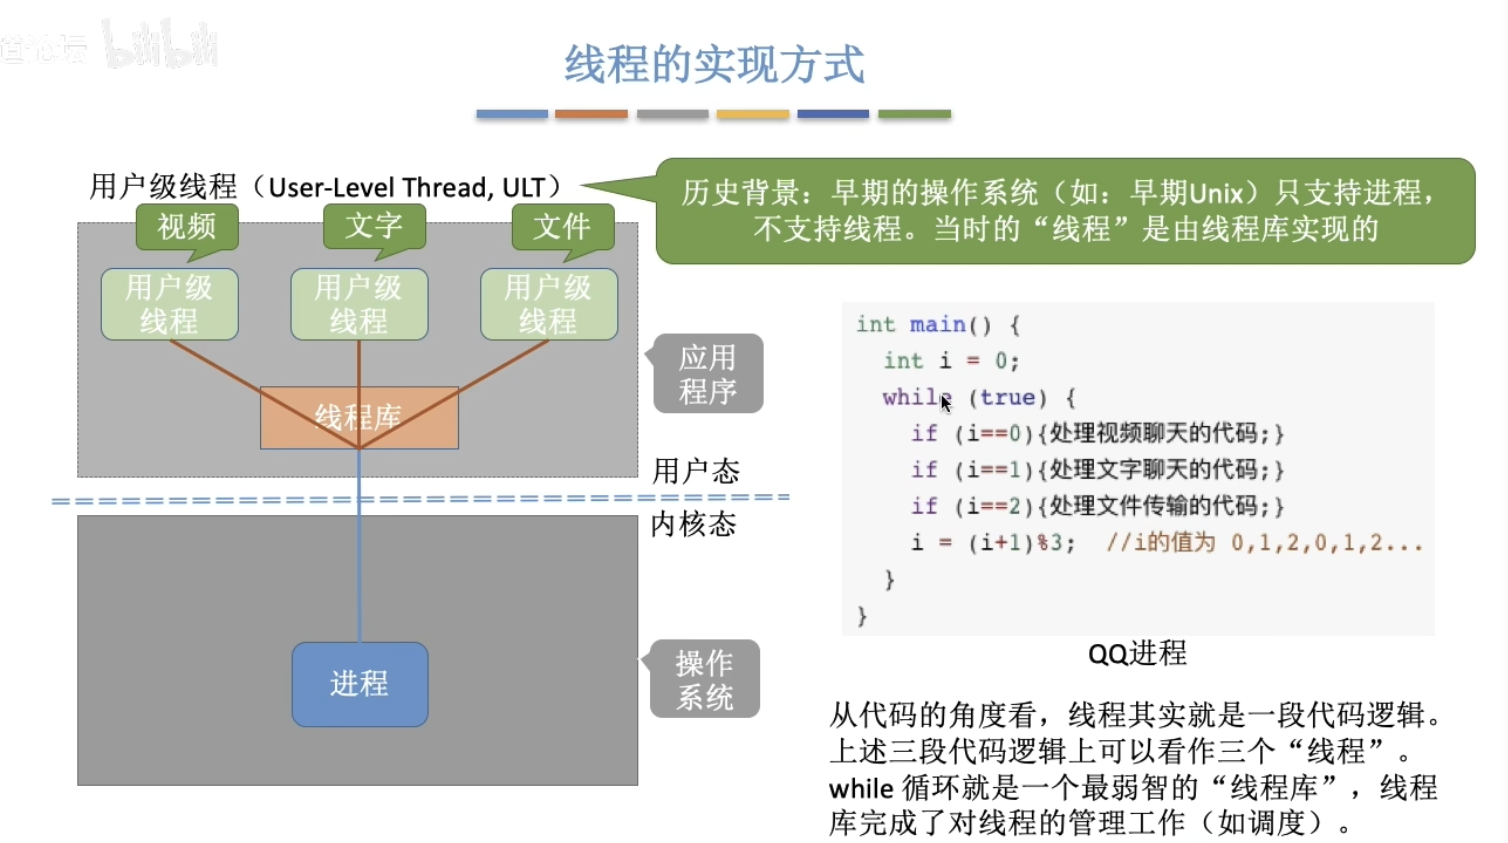 道论坛 bilibili
线程的实现方式
用户级线程（User-Level Thread, ULT）
历史背景：早期的操作系统（如：早期Unix）只支持进程，
不支持线程。当时的“线程”是由线程库实现的
视频
文字
文件
用户级
线程
用户级
线程
用户级
线程
线程库
应用
程序
用户态
内核态
进程
操作
系统
int main() {
int i = 0;
while (true) {
if (i==0){处理视频聊天的代码;}
if (i==1){处理文字聊天的代码;}
if (i==2){处理文件传输的代码;}
i = (i+1)%3; //i的值为 0,1,2,0,1,2...
}
}
QQ进程
从代码的角度看，线程其实就是一段代码逻辑。
上述三段代码逻辑上可以看作三个“线程”。
while 循环就是一个最弱智的“线程库”，线程
库完成了对线程的管理工作（如调度）。